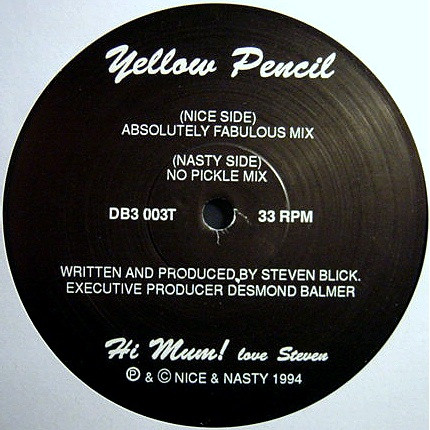 Yellow Pencil
(NICE SIDE)
ABSOLUTELY FABULOUS MIX
(NASTY SIDE)
NO PICKLE MIX
DB3 003T 33 RPM
WRITTEN AND PRODUCED BY STEVEN BLICK.
EXECUTIVE PRODUCER DESMOND BALMER
Hi Mum! love Steven
Ⓟ & © NICE & NASTY 1994